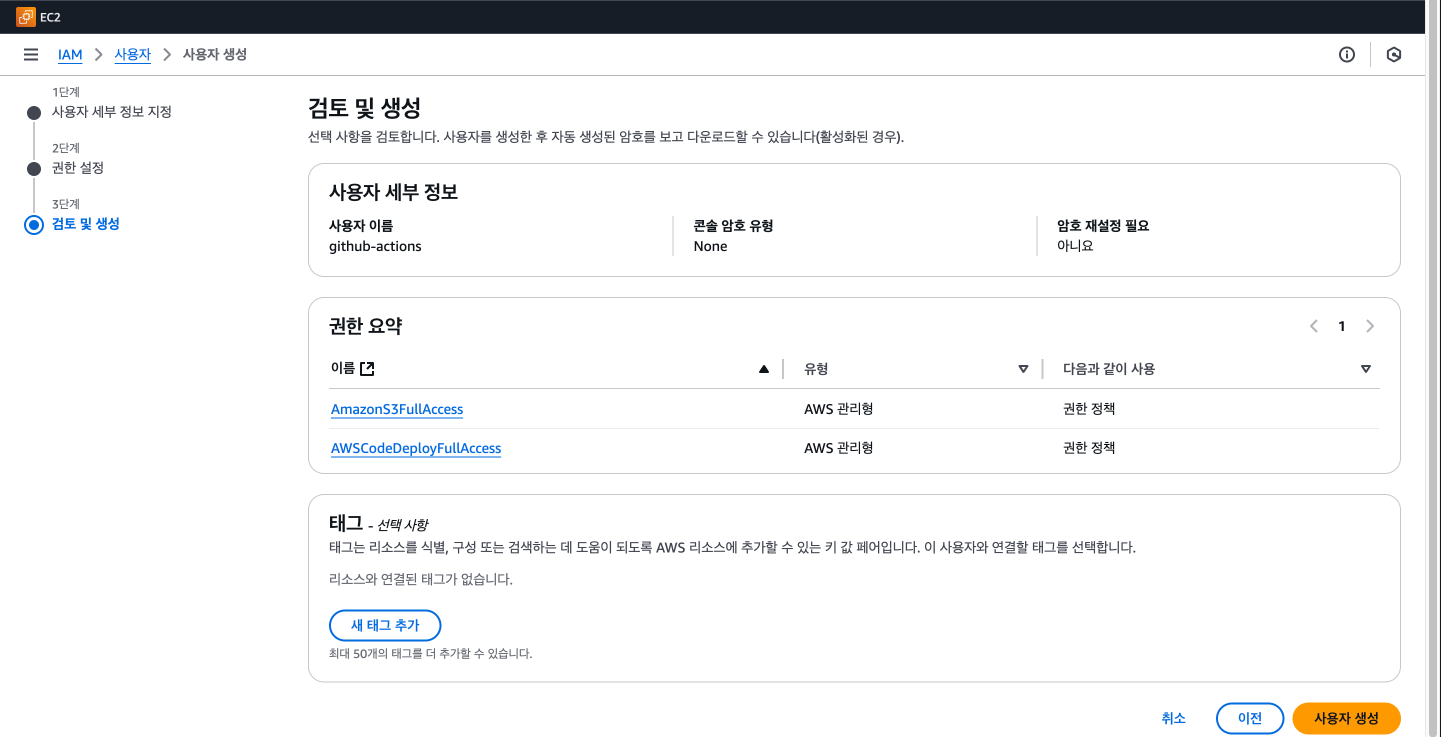 EC2
IAM
사용자
사용자 생성
1단계
사용자 세부 정보 지정
2단계
권한 설정
3단계
검토 및 생성
검토 및 생성
선택 사항을 검토합니다. 사용자를 생성한 후 자동 생성된 암호를 보고 다운로드할 수 있습니다(활성화된 경우).
사용자 세부 정보
사용자 이름
github-actions
콘솔 암호 유형
None
암호 재설정 필요
아니요
권한 요약
1
이름
유형
다음과 같이 사용
AmazonS3FullAccess
AWS 관리형
권한 정책
AWSCodeDeployFullAccess
AWS 관리형
권한 정책
태그 - 선택 사항
태그는 리소스를 식별, 구성 또는 검색하는 데 도움이 되도록 AWS 리소스에 추가할 수 있는 키 값 페어입니다. 이 사용자와 연결할 태그를 선택합니다.
리소스와 연결된 태그가 없습니다.
새 태그 추가
최대 50개의 태그를 더 추가할 수 있습니다.
취소
이전
사용자 생성